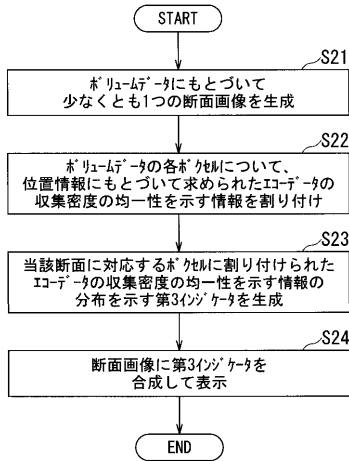 START
S21
ﾎﾞﾘｭｰﾑﾃﾞｰﾀにもとづいて
少なくとも1つの断面画像を生成
S22
ﾎﾞﾘｭｰﾑﾃﾞｰﾀの各ﾎﾞｸｾﾙについて、
位置情報にもとづいて求められたｴｺｰﾃﾞｰﾀの
収集密度の均一性を示す情報を割り付け
S23
当該断面に対応するﾎﾞｸｾﾙに割り付けられた
ｴｺｰﾃﾞｰﾀの収集密度の均一性を示す情報の
分布を示す第3ｲﾝｼﾞｹｰﾀを生成
S24
断面画像に第3ｲﾝｼﾞｹｰﾀを
合成して表示
END